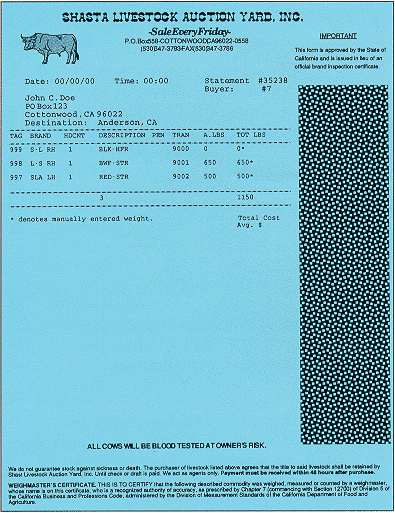 SHASTA LIVESTOCK AUCTION YARD, INC.
-Sale Every Friday-
P.O. Box 558-COTTONWOOD CA 96022-0558
(530)347-3793-FAX(530)347-3786
IMPORTANT
This form is approved by the State of
California and is issued in lieu of an
official brand inspection certificate.
Date: 00/00/00 Time: 00:00 Statement #35238
Buyer: #7
John C. Doe
PO Box 123
Cottonwood, CA 96022
Destination: Anderson, CA
TAG BRAND HDCNT DESCRIPTION PEN TRAN A.LBS TOT LBS
999 S-L RH 1 BLK-HFR 9000 0 0*
998 L-S RH 1 BWF-STR 9001 650 650*
997 SLA LH 1 RED-STR 9002 500 500*
3 1150
* denotes manually entered weight. Total Cost
Avg. $
ALL COWS WILL BE BLOOD TESTED AT OWNER'S RISK.
We do not guarantee stock against sickness or death. The purchaser of livestock listed above agrees that the title to said livestock shall be retained by
Shast Livestock Auction Yard, Inc. Until check or draft is paid. We act as agents only. Payment must be received within 48 hours after purchase.
WEIGHMASTER'S CERTIFICATE. THIS IS TO CERTIFY that the following described commodity was weighed, measured or counted by a weighmaster,
whose name is on this certificate, who is a recognized authority of accuracy, as prescribed by Chapter 7 (commencing with Section 12700) of Division 5 of
the California Business and Professions Code, administered by the Division of Measurement Standards of the California Department of Food and
Agriculture.